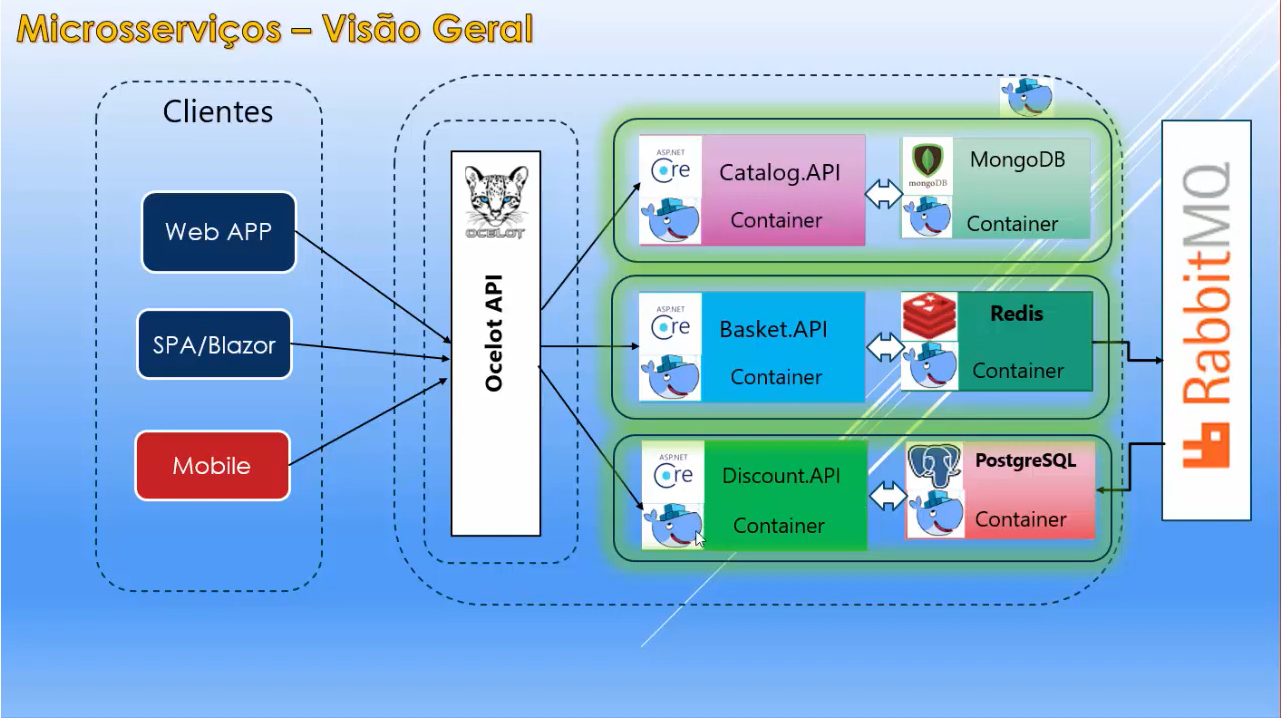 Microsserviços – Visão Geral
Clientes
Web APP
SPA/Blazor
Mobile
OCELOT
Ocelot API
ASP.NET
Core
Catalog.API
Container
mongoDB
MongoDB
Container
ASP.NET
Core
Basket.API
Container
Redis
Container
ASP.NET
Core
Discount.API
Container
PostgreSQL
Container
RabbitMQ